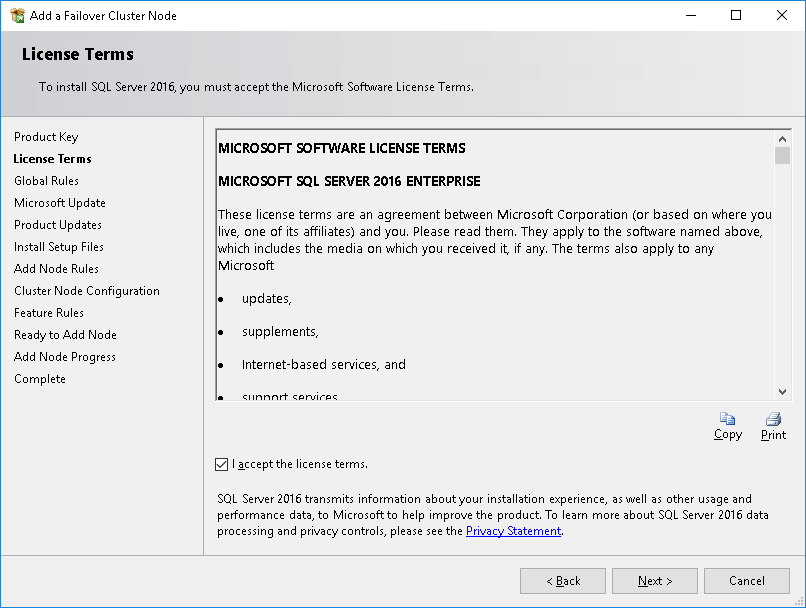 Add a Failover Cluster Node
License Terms
To install SQL Server 2016, you must accept the Microsoft Software License Terms.
Product Key
License Terms
Global Rules
Microsoft Update
Product Updates
Install Setup Files
Add Node Rules
Cluster Node Configuration
Feature Rules
Ready to Add Node
Add Node Progress
Complete
MICROSOFT SOFTWARE LICENSE TERMS
MICROSOFT SQL SERVER 2016 ENTERPRISE
These license terms are an agreement between Microsoft Corporation (or based on where you
live, one of its affiliates) and you. Please read them. They apply to the software named above,
which includes the media on which you received it, if any. The terms also apply to any
Microsoft
• updates,
• supplements,
• Internet-based services, and
• support services
Copy
Print
I accept the license terms.
SQL Server 2016 transmits information about your installation experience, as well as other usage and
performance data, to Microsoft to help improve the product. To learn more about SQL Server 2016 data
processing and privacy controls, please see the Privacy Statement.
< Back
Next >
Cancel